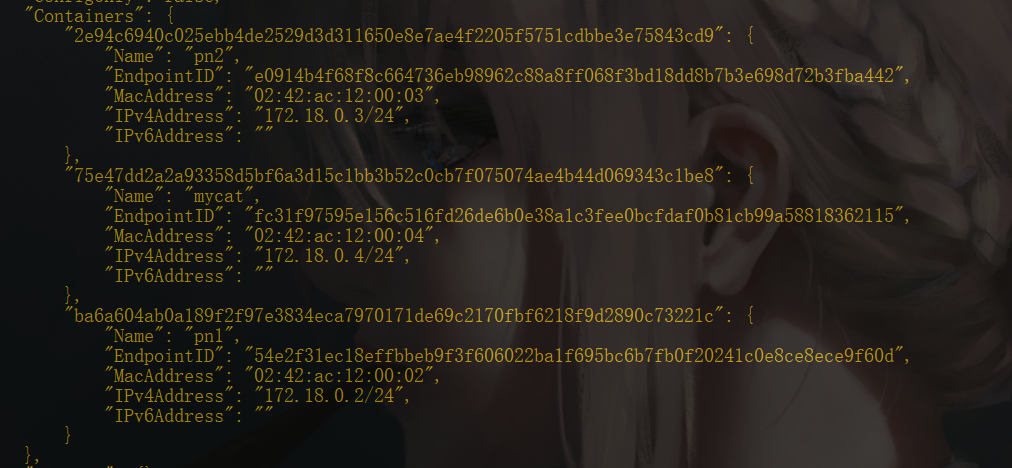 "Containers": {
"2e94c6940c025ebb4de2529d3d311650e8e7ae4f2205f5751cdbbe3e75843cd9": {
"Name": "pn2",
"EndpointID": "e0914b4f68f8c664736eb98962c88a8ff068f3bd18dd8b7b3e698d72b3fba442",
"MacAddress": "02:42:ac:12:00:03",
"IPv4Address": "172.18.0.3/24",
"IPv6Address": ""
},
"75e47dd2a2a93358d5bf6a3d15c1bb3b52c0cb7f075074ae4b44d069343c1be8": {
"Name": "mycat",
"EndpointID": "fc31f97595e156c516fd26de6b0e38a1c3fee0bcfdaf0b81cb99a58818362115",
"MacAddress": "02:42:ac:12:00:04",
"IPv4Address": "172.18.0.4/24",
"IPv6Address": ""
},
"ba6a604ab0a189f2f97e3834eca7970171de69c2170fbf6218f9d2890c73221c": {
"Name": "pn1",
"EndpointID": "54e2f31ec18effbbeb9f3f606022ba1f695bc6b7fb0f20241c0e8ce8ece9f60d",
"MacAddress": "02:42:ac:12:00:02",
"IPv4Address": "172.18.0.2/24",
"IPv6Address": ""
}
},